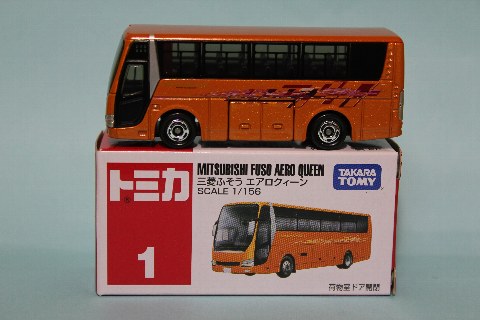 トミカ
1
MITSUBISHI FUSO AERO QUEEN
三菱ふそう エアロクィーン
SCALE 1/156
TAKARA
TOMY
荷物室ドア開閉